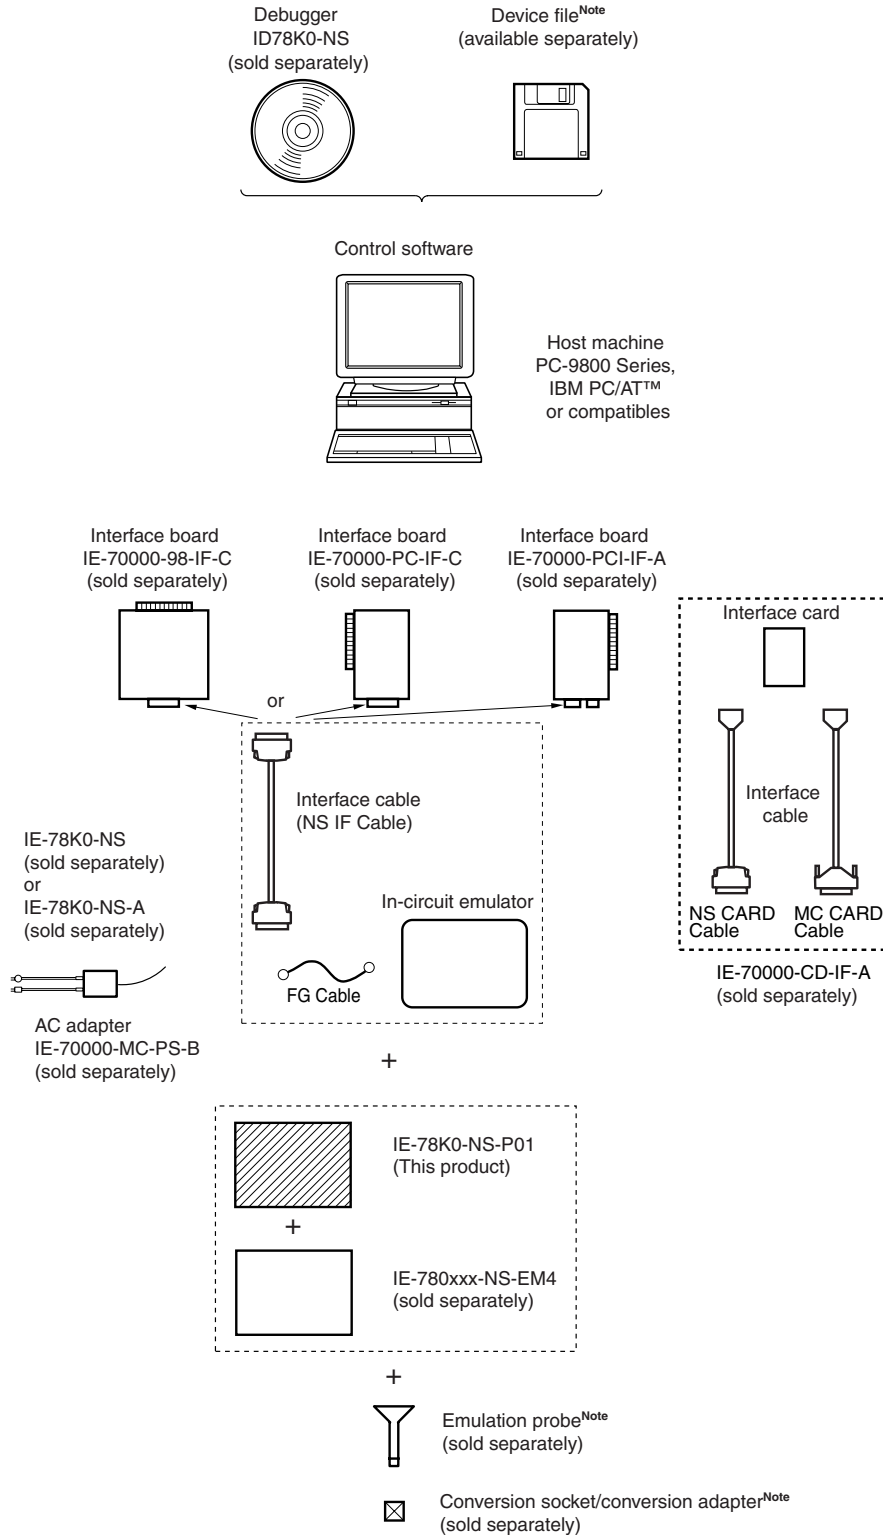 Debugger
ID78K0-NS
(sold separately)
Device fileNote
(available separately)
Control software
Host machine
PC-9800 Series,
IBM PC/AT™
or compatibles
Interface board
IE-70000-98-IF-C
(sold separately)
Interface board
IE-70000-PC-IF-C
(sold separately)
Interface board
IE-70000-PCI-IF-A
(sold separately)
Interface card
or
Interface cable
(NS IF Cable)
Interface
cable
NS CARD
Cable
MC CARD
Cable
IE-70000-CD-IF-A
(sold separately)
IE-78K0-NS
(sold separately)
or
IE-78K0-NS-A
(sold separately)
In-circuit emulator
FG Cable
AC adapter
IE-70000-MC-PS-B
(sold separately)
+
IE-78K0-NS-P01
(This product)
+
IE-780xxx-NS-EM4
(sold separately)
+
Emulation probeNote
(sold separately)
Conversion socket/conversion adapterNote
(sold separately)